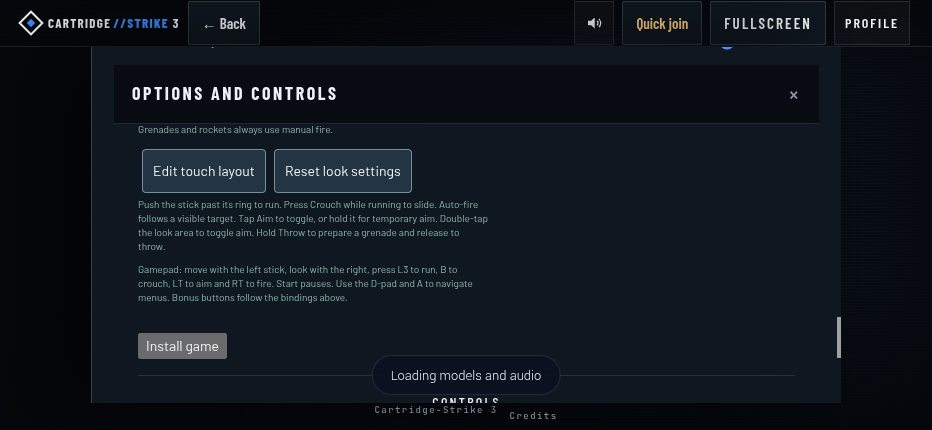 CARTRIDGE//STRIKE 3
← Back
Quick join
FULLSCREEN
PROFILE
OPTIONS AND CONTROLS
×
Grenades and rockets always use manual fire.
Edit touch layout
Reset look settings
Push the stick past its ring to run. Press Crouch while running to slide. Auto-fire
follows a visible target. Tap Aim to toggle, or hold it for temporary aim. Double-tap
the look area to toggle aim. Hold Throw to prepare a grenade and release to
throw.
Gamepad: move with the left stick, look with the right, press L3 to run, B to
crouch, LT to aim and RT to fire. Start pauses. Use the D-pad and A to navigate
menus. Bonus buttons follow the bindings above.
Install game
Loading models and audio
CONTROLS
Cartridge-Strike 3
Credits